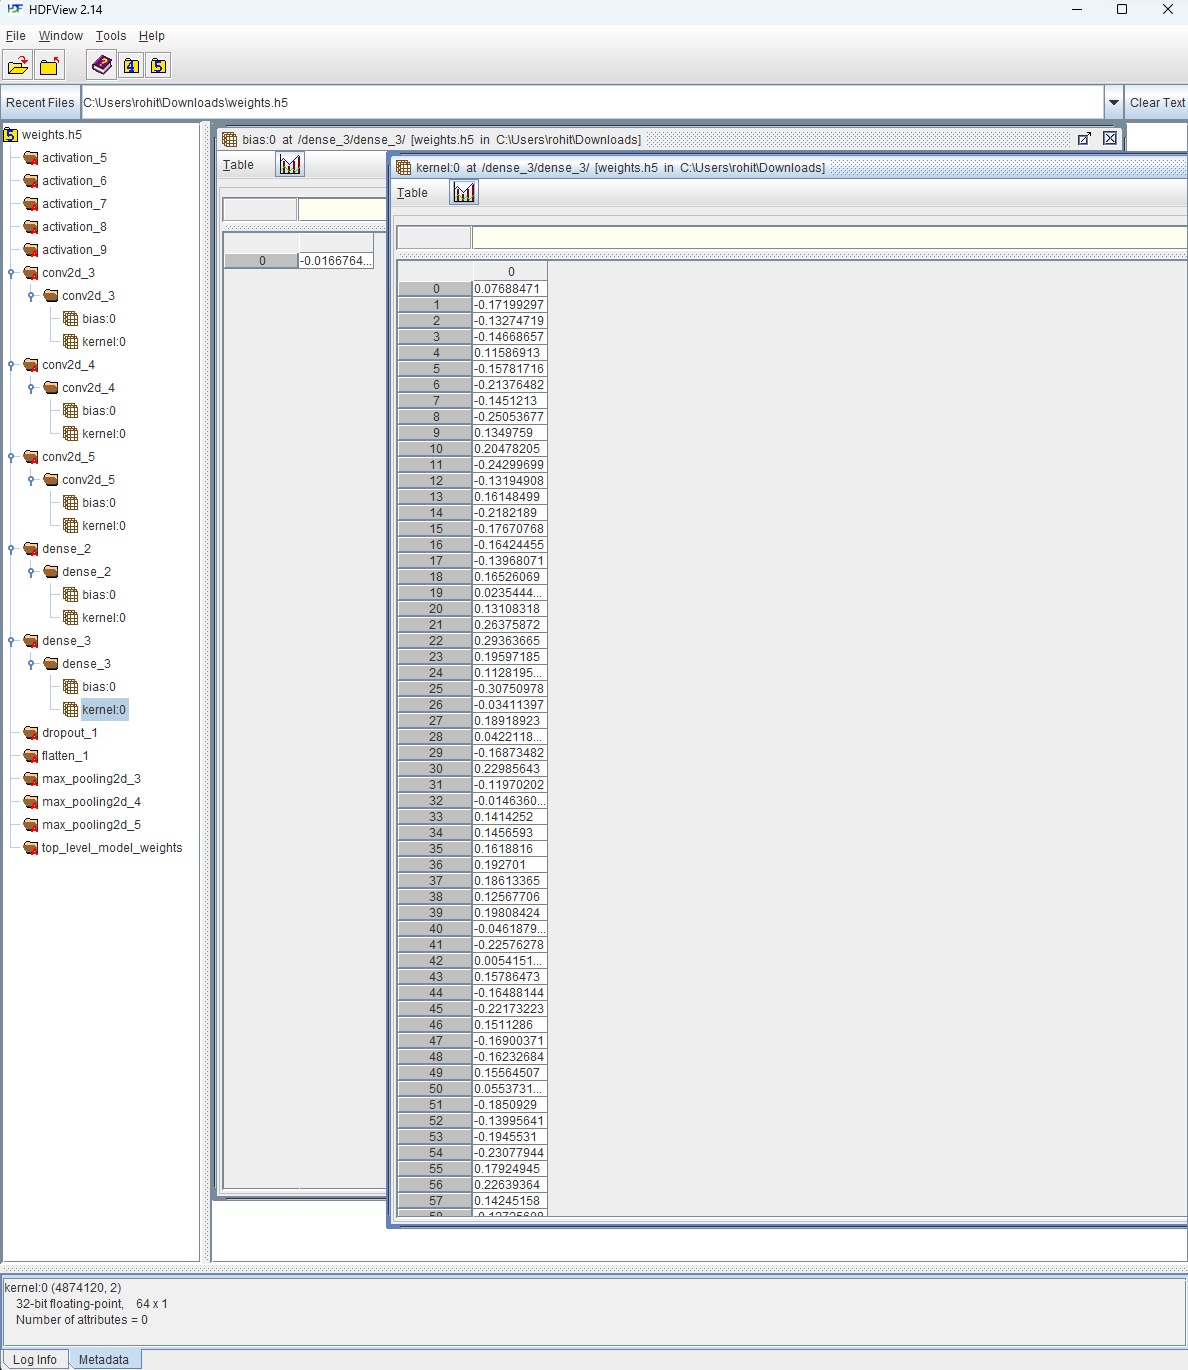 HDFView 2.14
File Window Tools Help
4 5
Recent Files C:\Users\rohit\Downloads\weights.h5 Clear Text
5 weights.h5
activation_5
activation_6
activation_7
activation_8
activation_9
conv2d_3
conv2d_3
bias:0
kernel:0
conv2d_4
conv2d_4
bias:0
kernel:0
conv2d_5
conv2d_5
bias:0
kernel:0
dense_2
dense_2
bias:0
kernel:0
dense_3
dense_3
bias:0
kernel:0
dropout_1
flatten_1
max_pooling2d_3
max_pooling2d_4
max_pooling2d_5
top_level_model_weights
bias:0 at /dense_3/dense_3/ [weights.h5 in C:\Users\rohit\Downloads]
Table
0 -0.0166764...
kernel:0 at /dense_3/dense_3/ [weights.h5 in C:\Users\rohit\Downloads]
Table
0
0 0.07688471
1 -0.17199297
2 -0.13274719
3 -0.14668657
4 0.11586913
5 -0.15781716
6 -0.21376482
7 -0.1451213
8 -0.25053677
9 0.1349759
10 0.20478205
11 -0.24299699
12 -0.13194908
13 0.16148499
14 -0.2182189
15 -0.17670768
16 -0.16424455
17 -0.13968071
18 0.16526069
19 0.0235444...
20 0.13108318
21 0.26375872
22 0.29363665
23 0.19597185
24 0.1128195...
25 -0.30750978
26 -0.03411397
27 0.18918923
28 0.0422118...
29 -0.16873482
30 0.22985643
31 -0.11970202
32 -0.0146360...
33 0.1414252
34 0.1456593
35 0.1618816
36 0.192701
37 0.18613365
38 0.12567706
39 0.19808424
40 -0.0461879...
41 -0.22576278
42 0.0054151...
43 0.15786473
44 -0.16488144
45 -0.22173223
46 0.1511286
47 -0.16900371
48 -0.16232684
49 0.15564507
50 0.0553731...
51 -0.1850929
52 -0.13995641
53 -0.1945531
54 -0.23077944
55 0.17924945
56 0.22639364
57 0.14245158
kernel:0 (4874120, 2)
32-bit floating-point, 64 x 1
Number of attributes = 0
Log Info Metadata